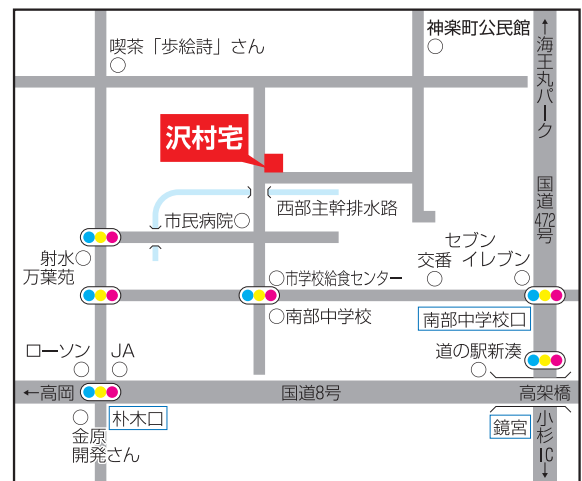 喫茶「歩絵詩」さん
神楽町公民館
↑海王丸パーク
沢村宅
国道472号
市民病院
西部主幹排水路
射水
万葉苑
セブン
イレブン
交番
市学校給食センター
南部中学校
南部中学校口
ローソン
JA
道の駅新湊
←高岡
国道8号
高架橋
朴木口
金原
開発さん
鏡宮
小杉IC↓